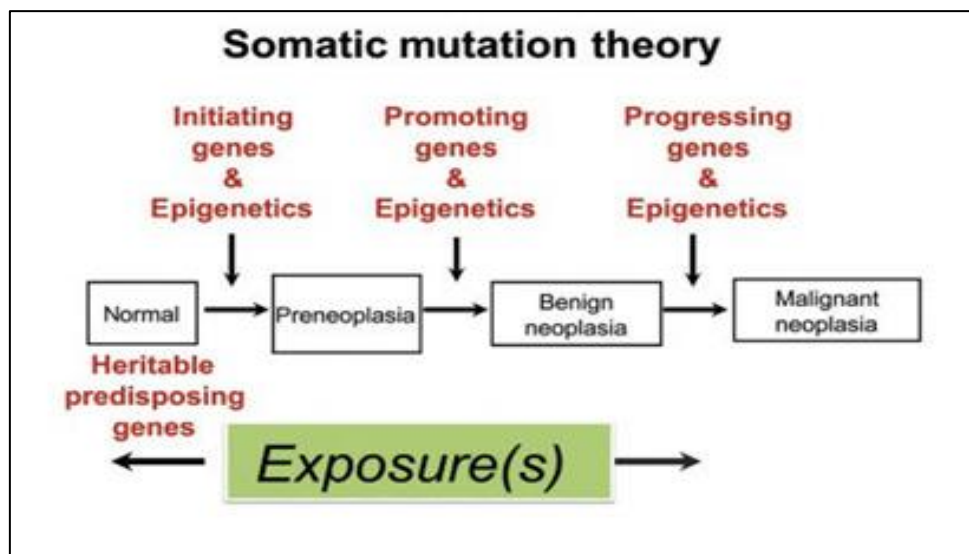 Somatic mutation theory
Initiating
genes
&
Epigenetics
Promoting
genes
&
Epigenetics
Progressing
genes
&
Epigenetics
Normal
Preneoplasia
Benign
neoplasia
Malignant
neoplasia
Heritable
predisposing
genes
Exposure(s)